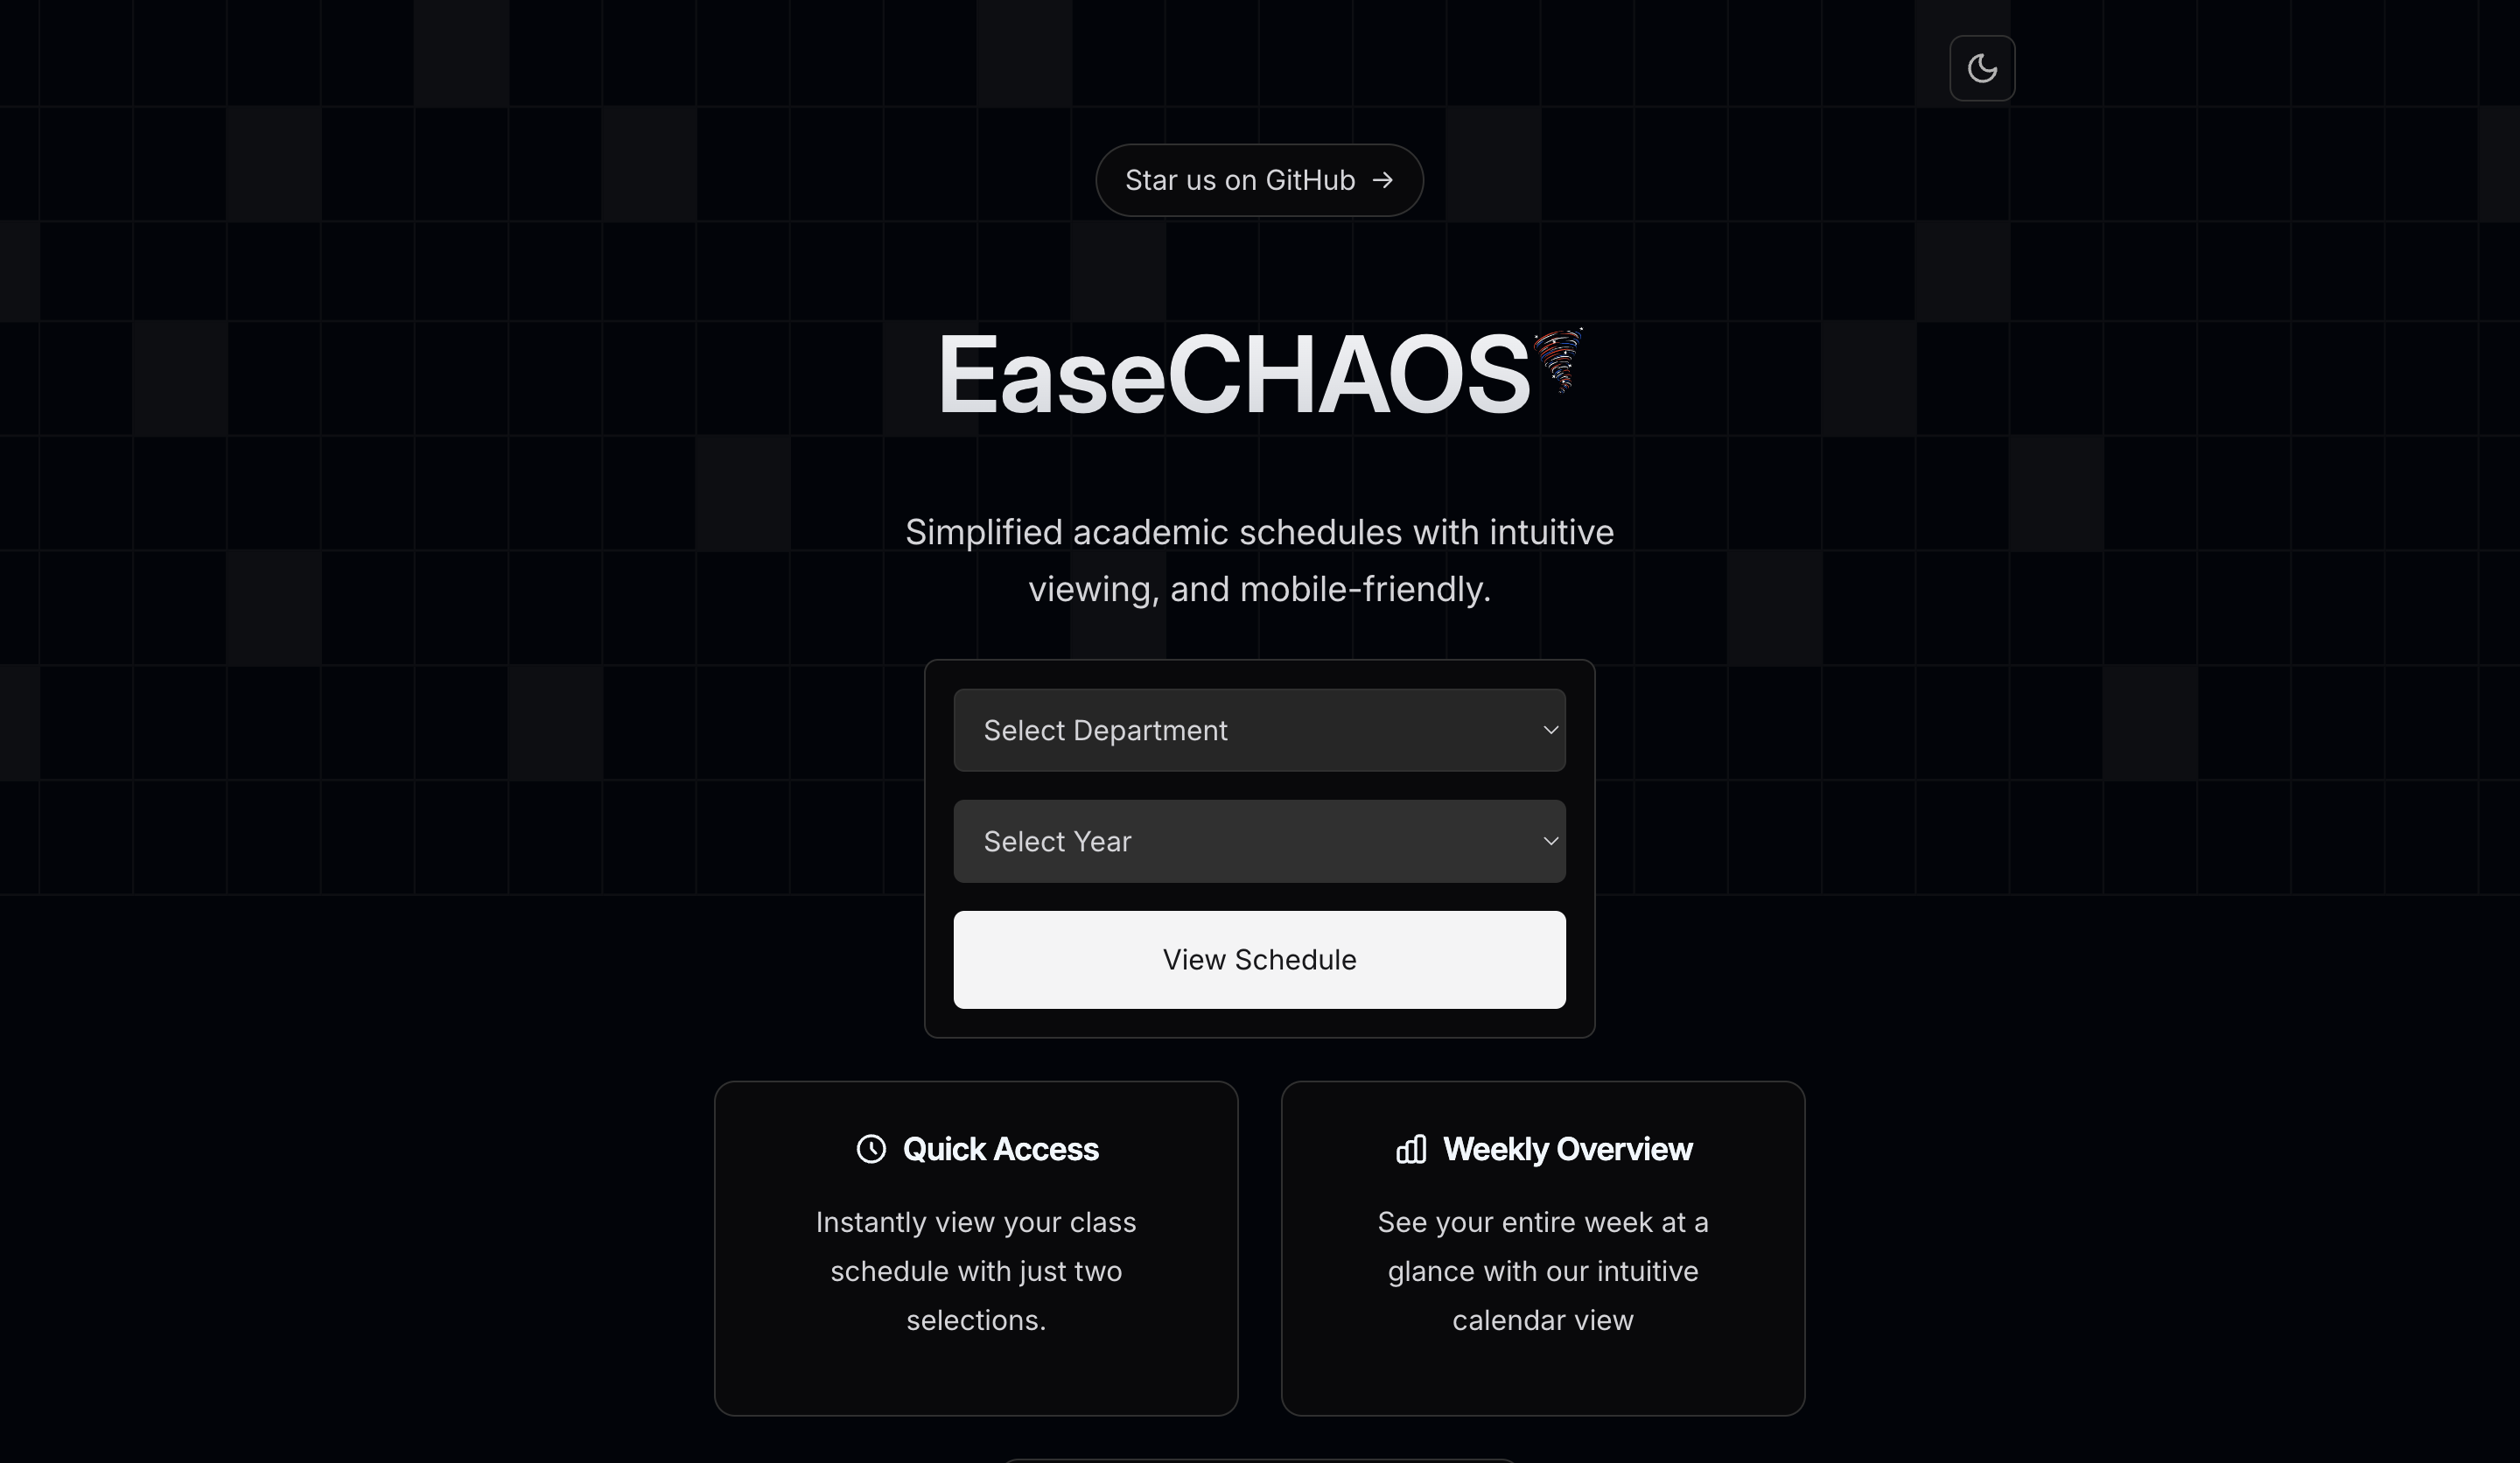 Star us on GitHub →
EaseCHAOS
Simplified academic schedules with intuitive
viewing, and mobile-friendly.
Select Department
Select Year
View Schedule
Quick Access
Instantly view your class
schedule with just two
selections.
Weekly Overview
See your entire week at a
glance with our intuitive
calendar view